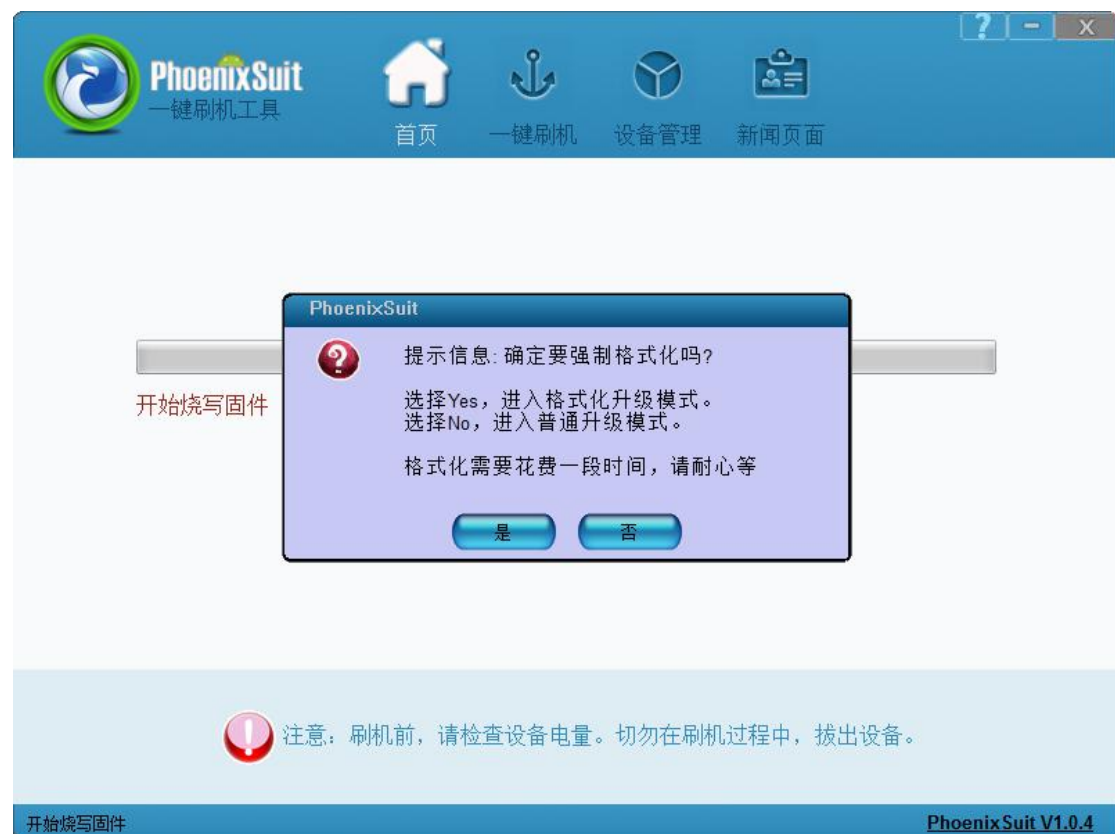 ? - X
PhoenixSuit
一键刷机工具
首页 一键刷机 设备管理 新闻页面
PhoenixSuit
提示信息: 确定要强制格式化吗?
选择Yes，进入格式化升级模式。
选择No，进入普通升级模式。
格式化需要花费一段时间，请耐心等
是 否
开始烧写固件
注意：刷机前，请检查设备电量。切勿在刷机过程中，拔出设备。
开始烧写固件 PhoenixSuit V1.0.4